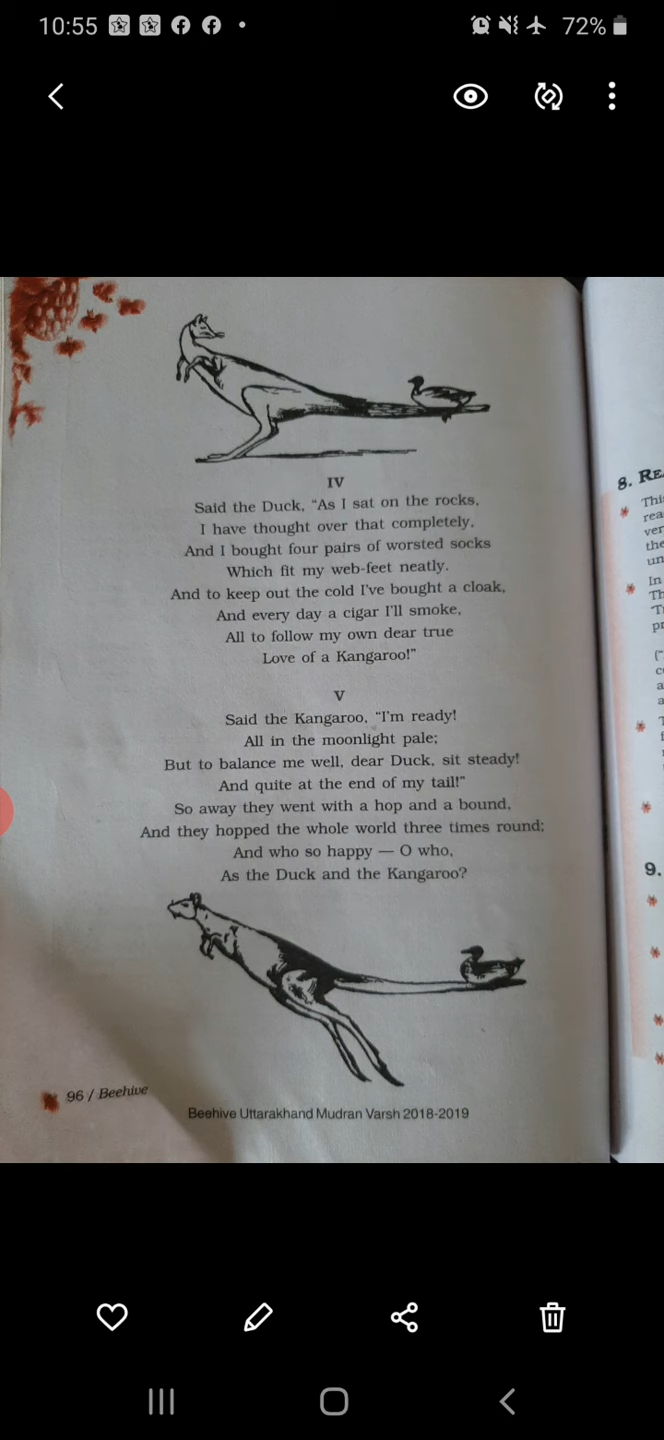 10:55
72%
IV
Said the Duck, “As I sat on the rocks,
I have thought over that completely,
And I bought four pairs of worsted socks
Which fit my web-feet neatly.
And to keep out the cold I've bought a cloak,
And every day a cigar I'll smoke,
All to follow my own dear true
Love of a Kangaroo!”
V
Said the Kangaroo, “I'm ready!
All in the moonlight pale;
But to balance me well, dear Duck, sit steady!
And quite at the end of my tail!”
So away they went with a hop and a bound,
And they hopped the whole world three times round;
And who so happy — O who,
As the Duck and the Kangaroo?
96 / Beehive
Beehive Uttarakhand Mudran Varsh 2018-2019
8.
In
9.